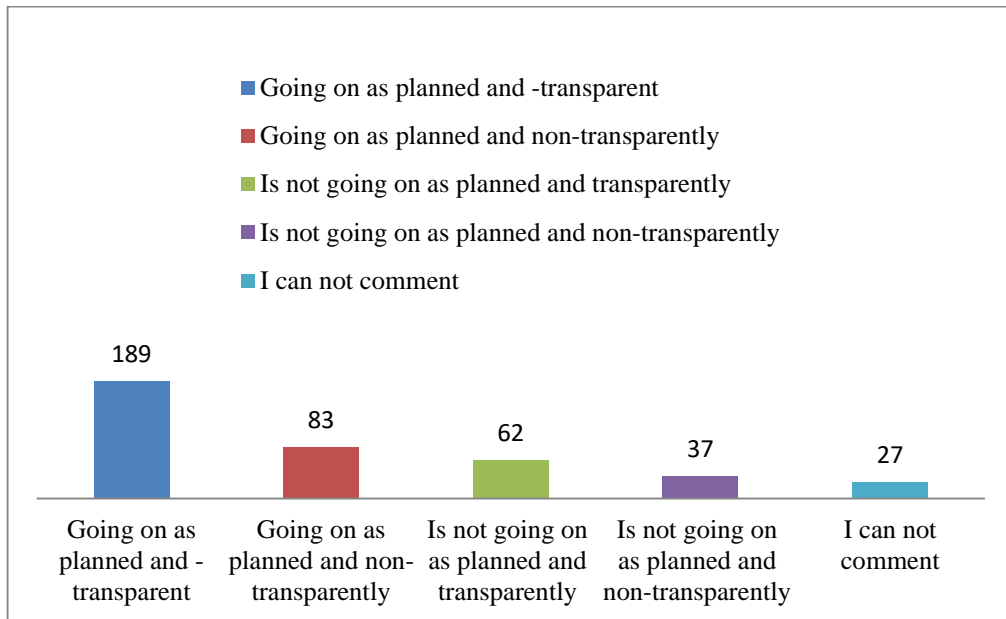 Going on as planned and -transparent
Going on as planned and non-transparently
Is not going on as planned and transparently
Is not going on as planned and non-transparently
I can not comment
189
83
62
37
27
Going on as
planned and -
transparent
Going on as
planned and non-
transparently
Is not going on
as planned and
transparently
Is not going on
as planned and
non-transparently
I can not
comment